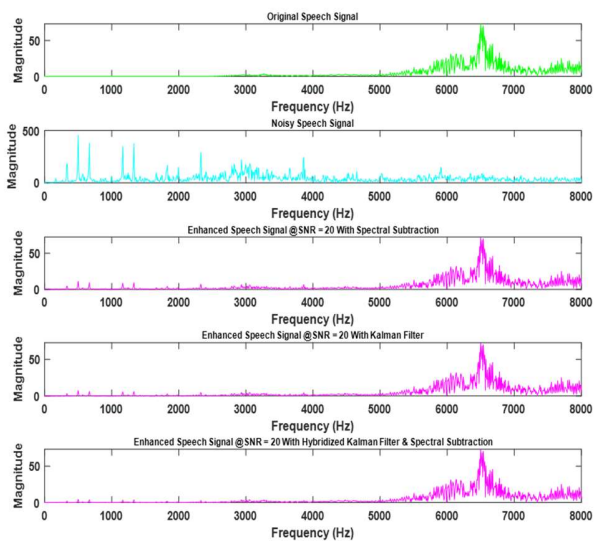 Original Speech Signal
Magnitude
50
0
0 1000 2000 3000 4000 5000 6000 7000 8000
Frequency (Hz)
Noisy Speech Signal
Magnitude
500
0
0 1000 2000 3000 4000 5000 6000 7000 8000
Frequency (Hz)
Enhanced Speech Signal @SNR = 20 With Spectral Subtraction
Magnitude
50
0
0 1000 2000 3000 4000 5000 6000 7000 8000
Frequency (Hz)
Enhanced Speech Signal @SNR = 20 With Kalman Filter
Magnitude
50
0
0 1000 2000 3000 4000 5000 6000 7000 8000
Frequency (Hz)
Enhanced Speech Signal @SNR = 20 With Hybridized Kalman Filter & Spectral Subtraction
Magnitude
50
0
0 1000 2000 3000 4000 5000 6000 7000 8000
Frequency (Hz)